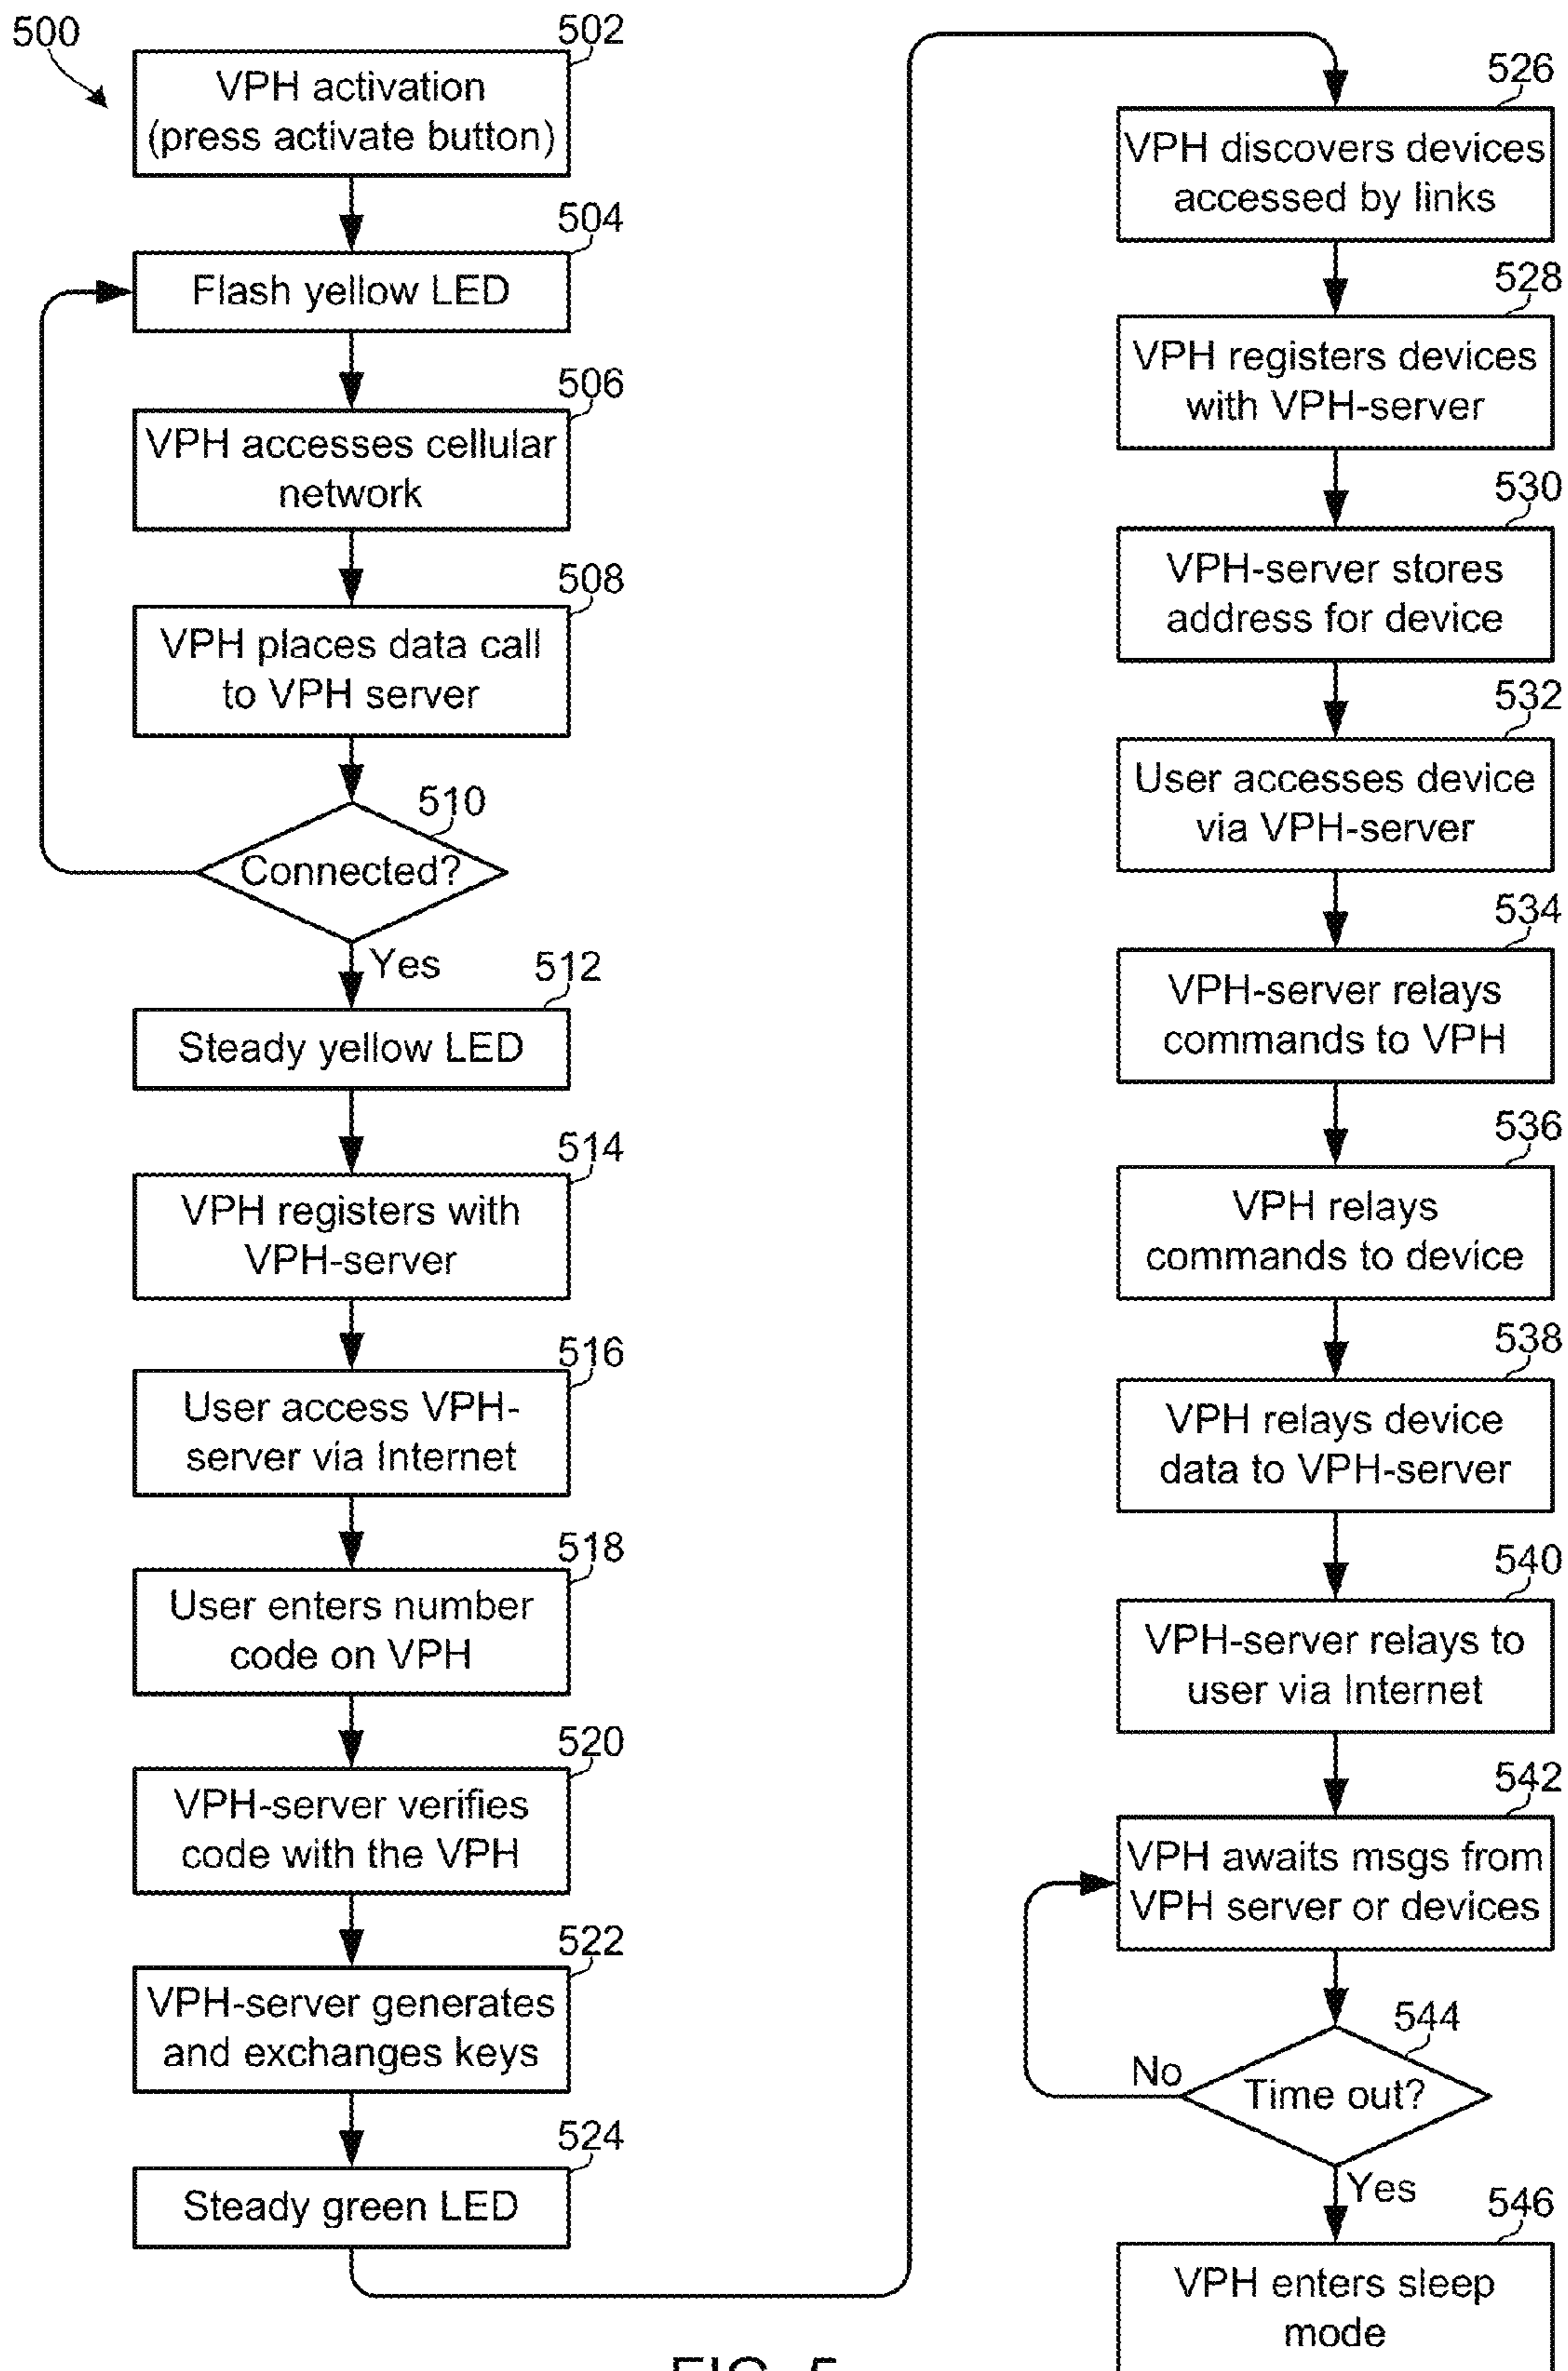 500
502
VPH activation
(press activate button)
504
Flash yellow LED
506
VPH accesses cellular
network
508
VPH places data call
to VPH server
510
Connected?
Yes
512
Steady yellow LED
514
VPH registers with
VPH-server
516
User access VPH-
server via Internet
518
User enters number
code on VPH
520
VPH-server verifies
code with the VPH
522
VPH-server generates
and exchanges keys
524
Steady green LED
526
VPH discovers devices
accessed by links
528
VPH registers devices
with VPH-server
530
VPH-server stores
address for device
532
User accesses device
via VPH-server
534
VPH-server relays
commands to VPH
536
VPH relays
commands to device
538
VPH relays device
data to VPH-server
540
VPH-server relays to
user via Internet
542
VPH awaits msgs from
VPH server or devices
544
Time out?
No
Yes
546
VPH enters sleep
mode
FIG. 5